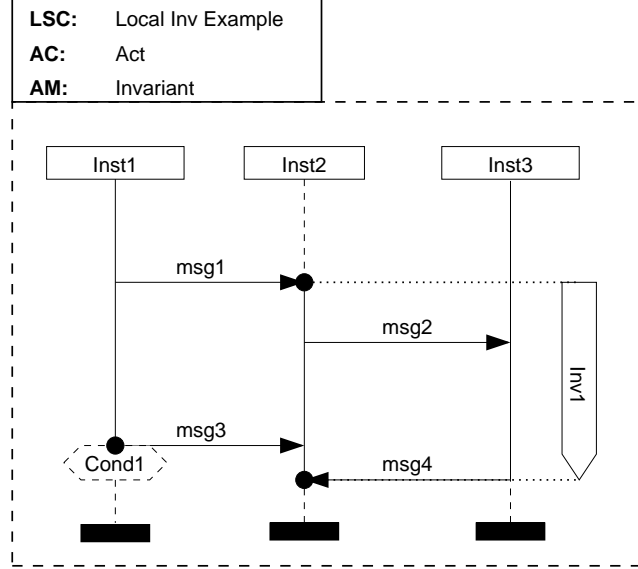 LSC: Local Inv Example
AC: Act
AM: Invariant
Inst1 Inst2 Inst3
msg1
msg2
Inv1
msg3
Cond1
msg4